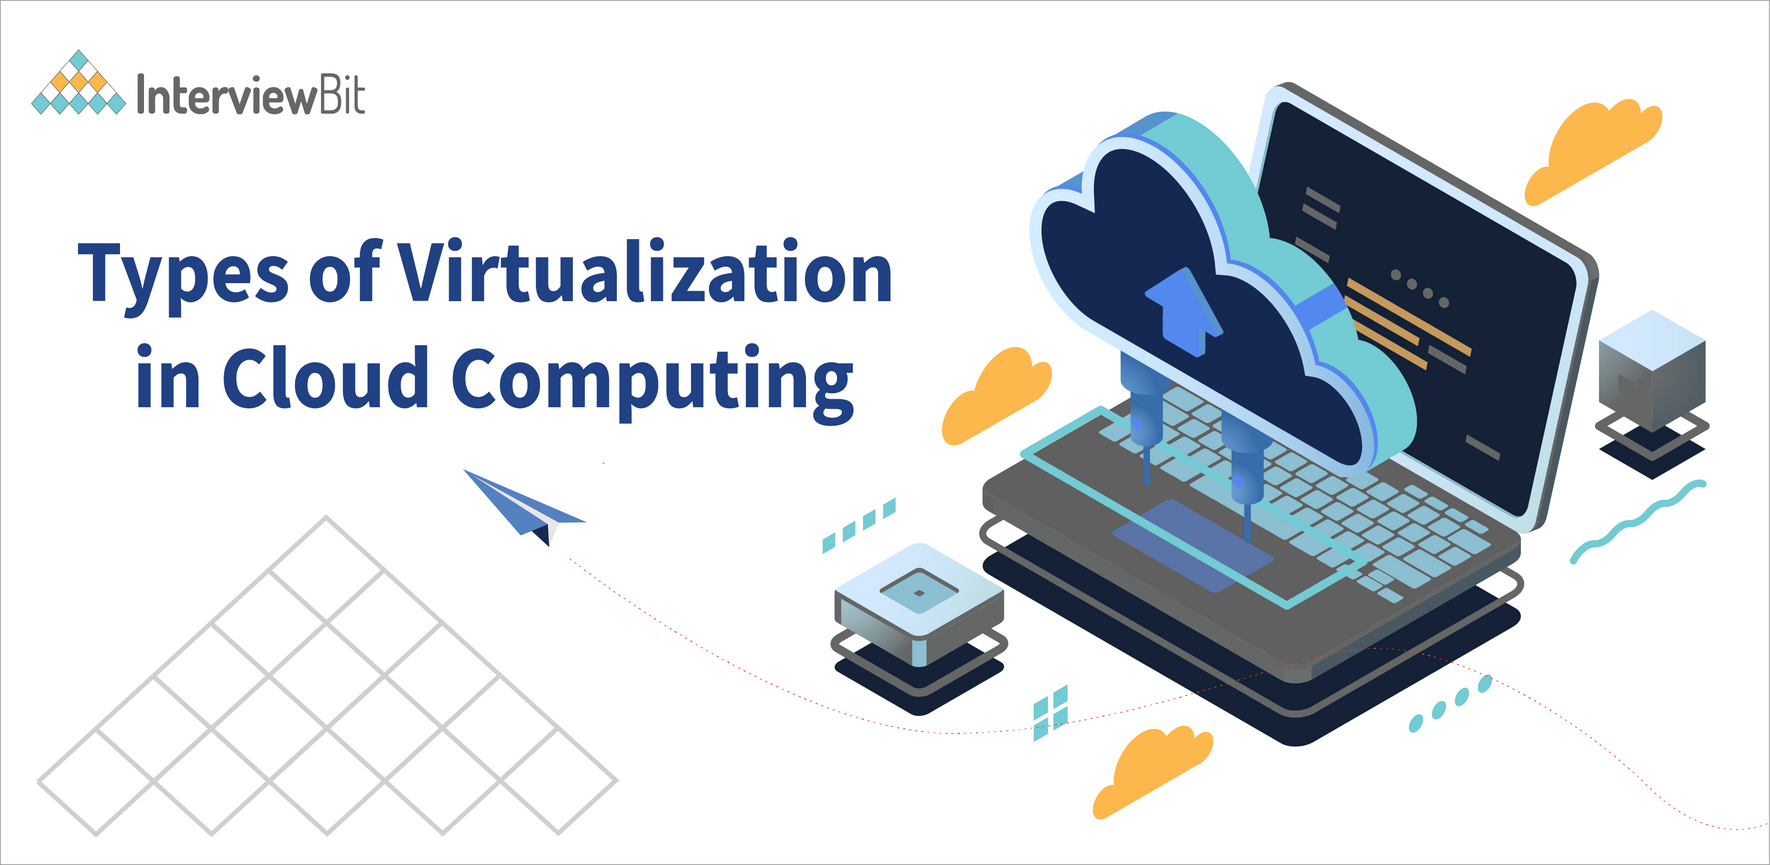 InterviewBit
Types of Virtualization
in Cloud Computing